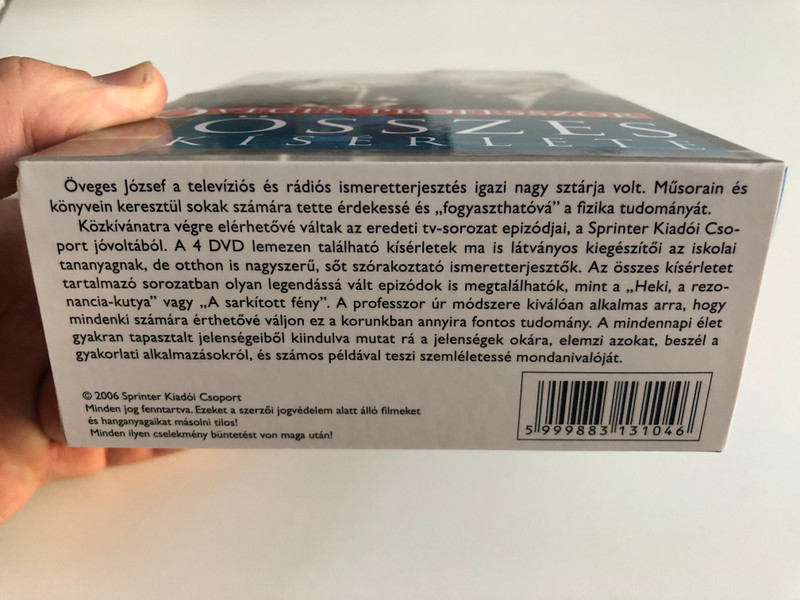 ÖVEGES PROFESSZOR
ÖSSZES
KÍSÉRLETE
Öveges József a televíziós és rádiós ismeretterjesztés igazi nagy sztárja volt. Műsorain és
könyvein keresztül sokak számára tette érdekessé és „fogyaszthatóvá" a fizika tudományát.
Közkívánatra végre elérhetővé váltak az eredeti tv-sorozat epizódjai, a Sprinter Kiadói Cso-
port jóvoltából. A 4 DVD lemezen található kísérletek ma is látványos kiegészítői az iskolai
tananyagnak, de otthon is nagyszerű, sőt szórakoztató ismeretterjesztők. Az összes kísérletet
tartalmazó sorozatban olyan legendássá vált epizódok is megtalálhatók, mint a „Heki, a rezo-
nancia-kutya" vagy „A sarkított fény". A professzor úr módszere kiválóan alkalmas arra, hogy
mindenki számára érthetővé váljon ez a korunkban annyira fontos tudomány. A mindennapi élet
gyakran tapasztalt jelenségeiből kiindulva mutat rá a jelenségek okára, elemzi azokat, beszél a
gyakorlati alkalmazásokról, és számos példával teszi szemléletessé mondanivalóját.
© 2006 Sprinter Kiadói Csoport
Minden jog fenntartva. Ezeket a szerzői jogvédelem alatt álló filmeket
és hanganyagaikat másolni tilos!
Minden ilyen cselekmény büntetést von maga után!
5 999883 131046